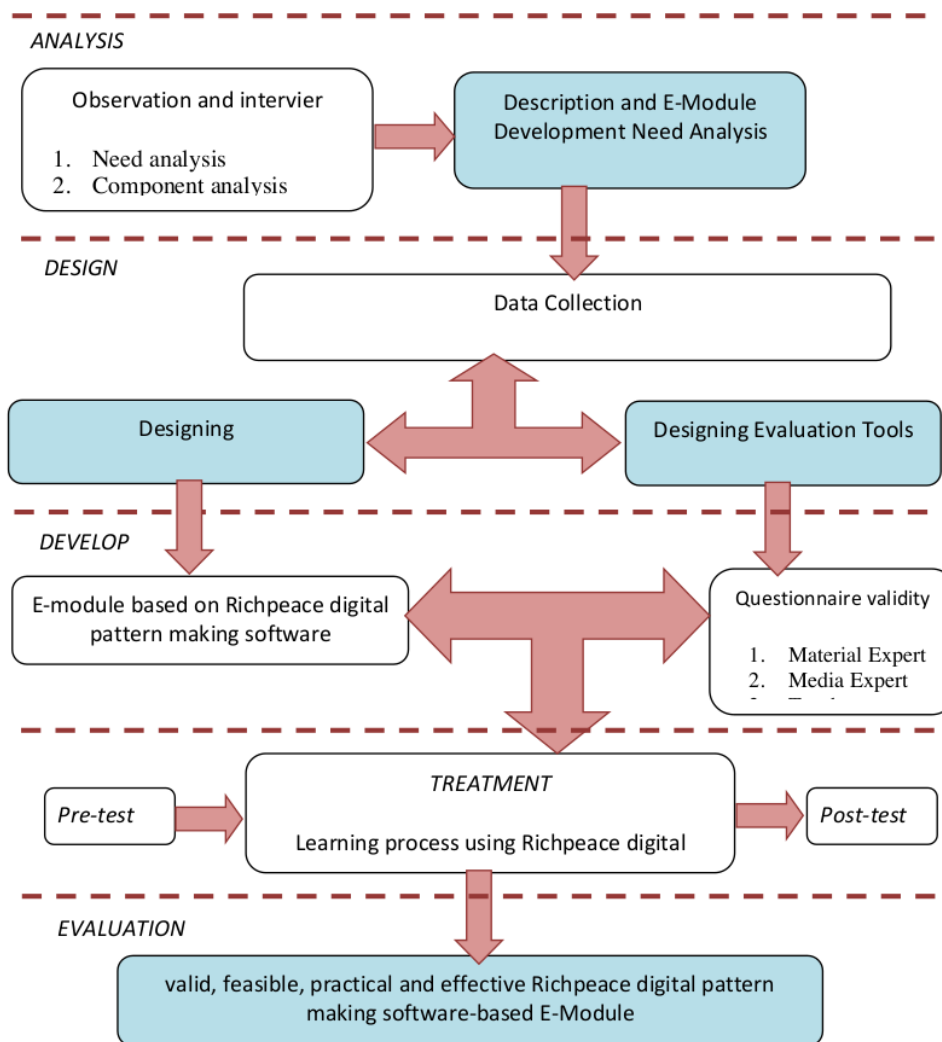 ANALYSIS
Observation and intervier
1. Need analysis
2. Component analysis
Description and E-Module
Development Need Analysis
DESIGN
Data Collection
Designing
Designing Evaluation Tools
DEVELOP
E-module based on Richpeace digital
pattern making software
Questionnaire validity
1. Material Expert
2. Media Expert
Pre-test
TREATMENT
Learning process using Richpeace digital
Post-test
EVALUATION
valid, feasible, practical and effective Richpeace digital pattern
making software-based E-Module